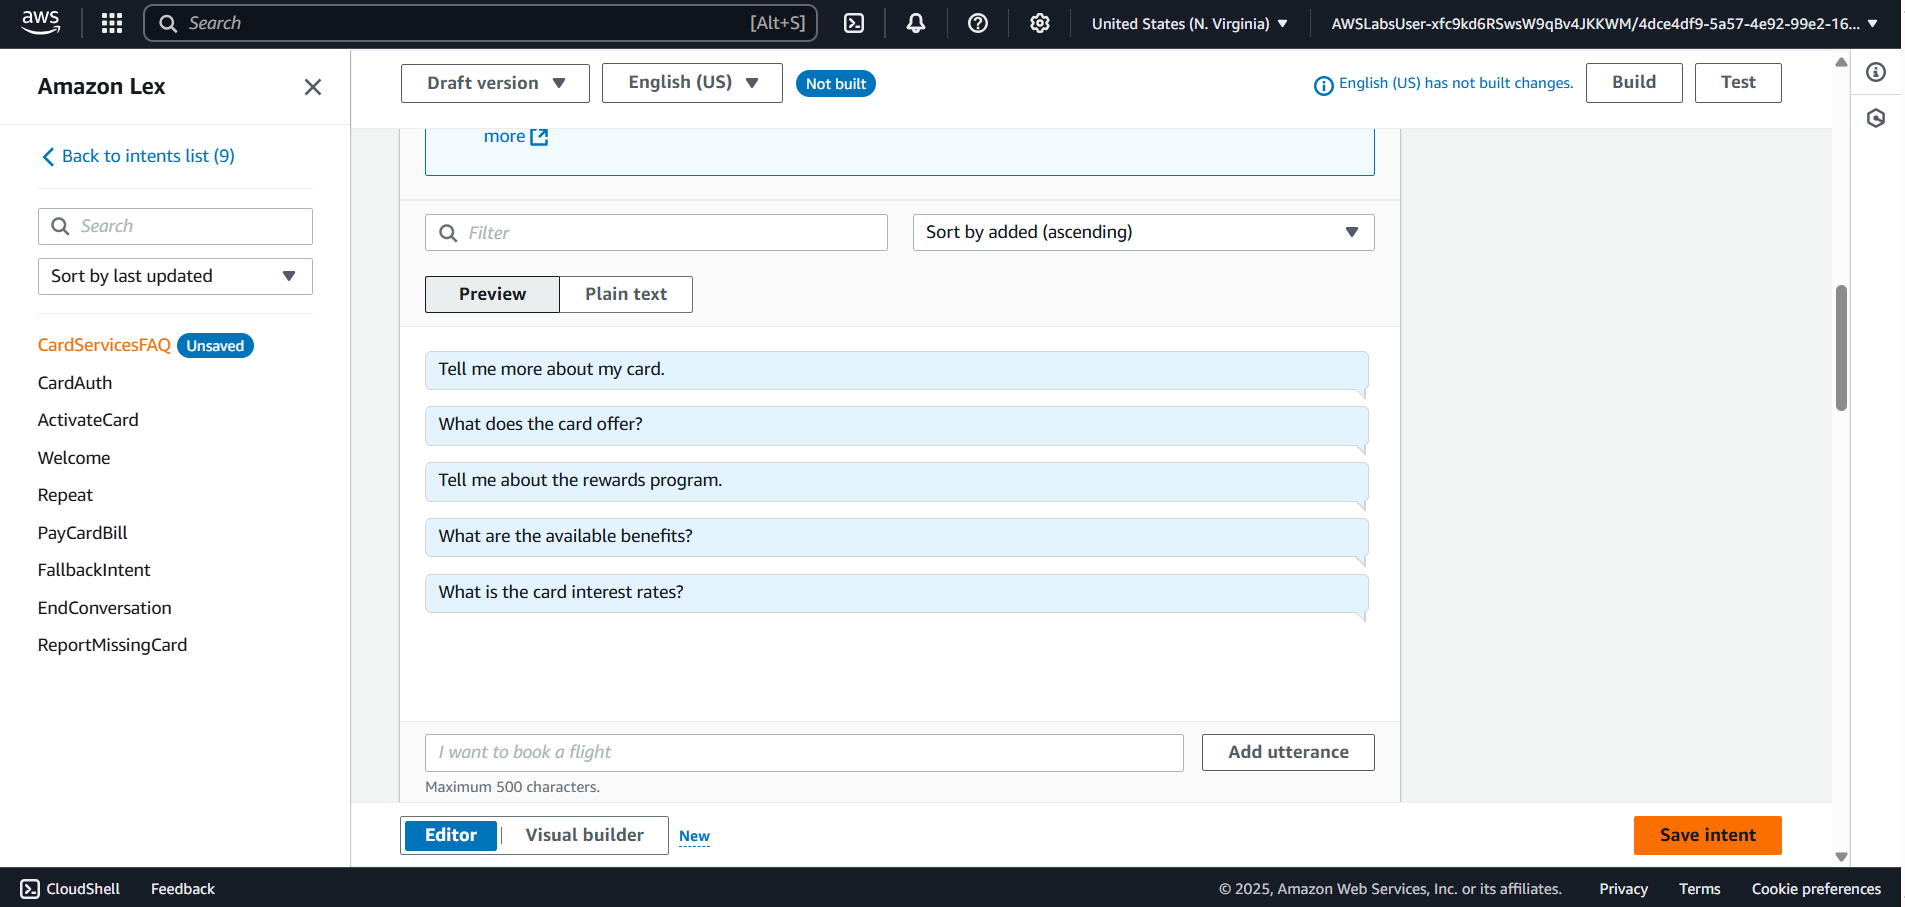 aws
Search
[Alt+S]
United States (N. Virginia)
AWSLabsUser-xfc9kd6RSwsW9qBv4JKKWM/4dce4df9-5a57-4e92-99e2-16...
Amazon Lex
Back to intents list (9)
Search
Sort by last updated
CardServicesFAQ Unsaved
CardAuth
ActivateCard
Welcome
Repeat
PayCardBill
FallbackIntent
EndConversation
ReportMissingCard
Draft version
English (US)
Not built
English (US) has not built changes.
Build
Test
more
Filter
Sort by added (ascending)
Preview
Plain text
Tell me more about my card.
What does the card offer?
Tell me about the rewards program.
What are the available benefits?
What is the card interest rates?
I want to book a flight
Add utterance
Maximum 500 characters.
Editor
Visual builder
New
Save intent
CloudShell
Feedback
© 2025, Amazon Web Services, Inc. or its affiliates.
Privacy
Terms
Cookie preferences